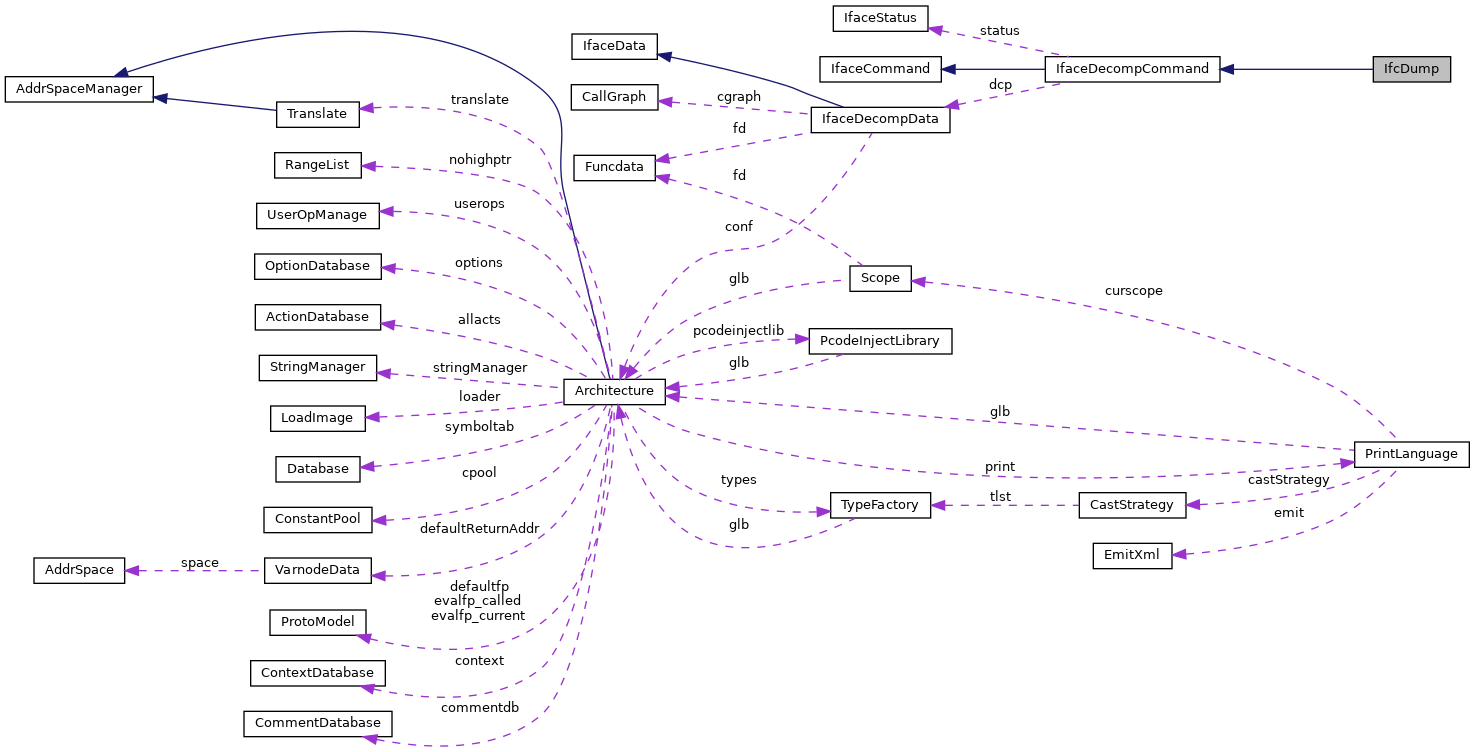 IfaceStatus
status
IfaceData
IfaceCommand
IfaceDecompCommand
IfcDump
AddrSpaceManager
dcp
CallGraph
cgraph
translate
Translate
IfaceDecompData
fd
nohighptr
RangeList
Funcdata
fd
userops
UserOpManage
conf
options
OptionDatabase
glb
Scope
curscope
allacts
ActionDatabase
pcodeinjectlib
PcodeInjectLibrary
glb
stringManager
StringManager
Architecture
loader
LoadImage
glb
symboltab
Database
print
PrintLanguage
cpool
types
castStrategy
tlst
TypeFactory
CastStrategy
ConstantPool
glb
emit
defaultReturnAddr
EmitXml
space
AddrSpace
VarnodeData
defaultfp
evalfp_called
evalfp_current
ProtoModel
context
ContextDatabase
commentdb
CommentDatabase